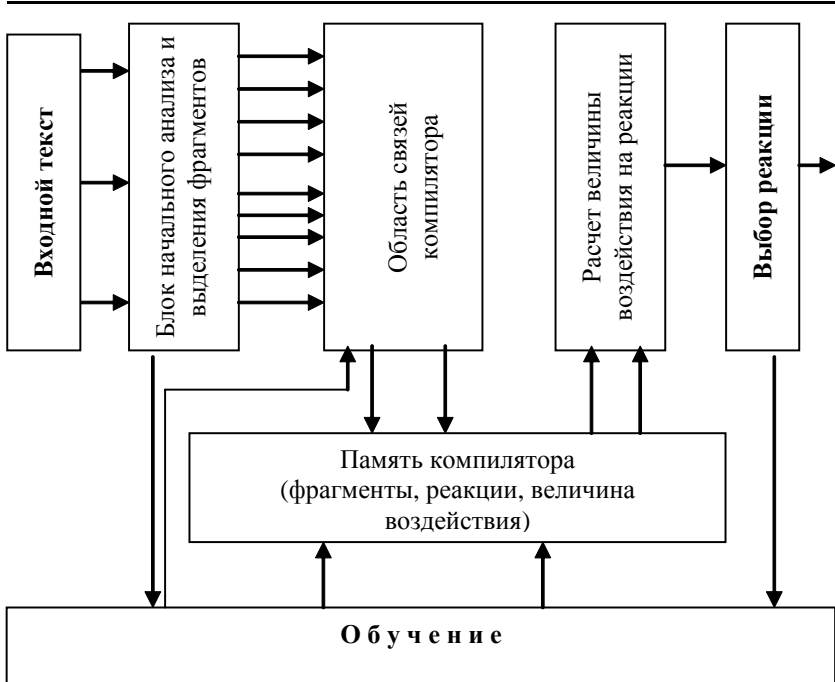 Входной текст
Блок начального анализа и
выделения фрагментов
Область связей
компилятора
Расчет величины
воздействия на реакции
Выбор реакции
Память компилятора
(фрагменты, реакции, величина
воздействия)
О б у ч е н и е